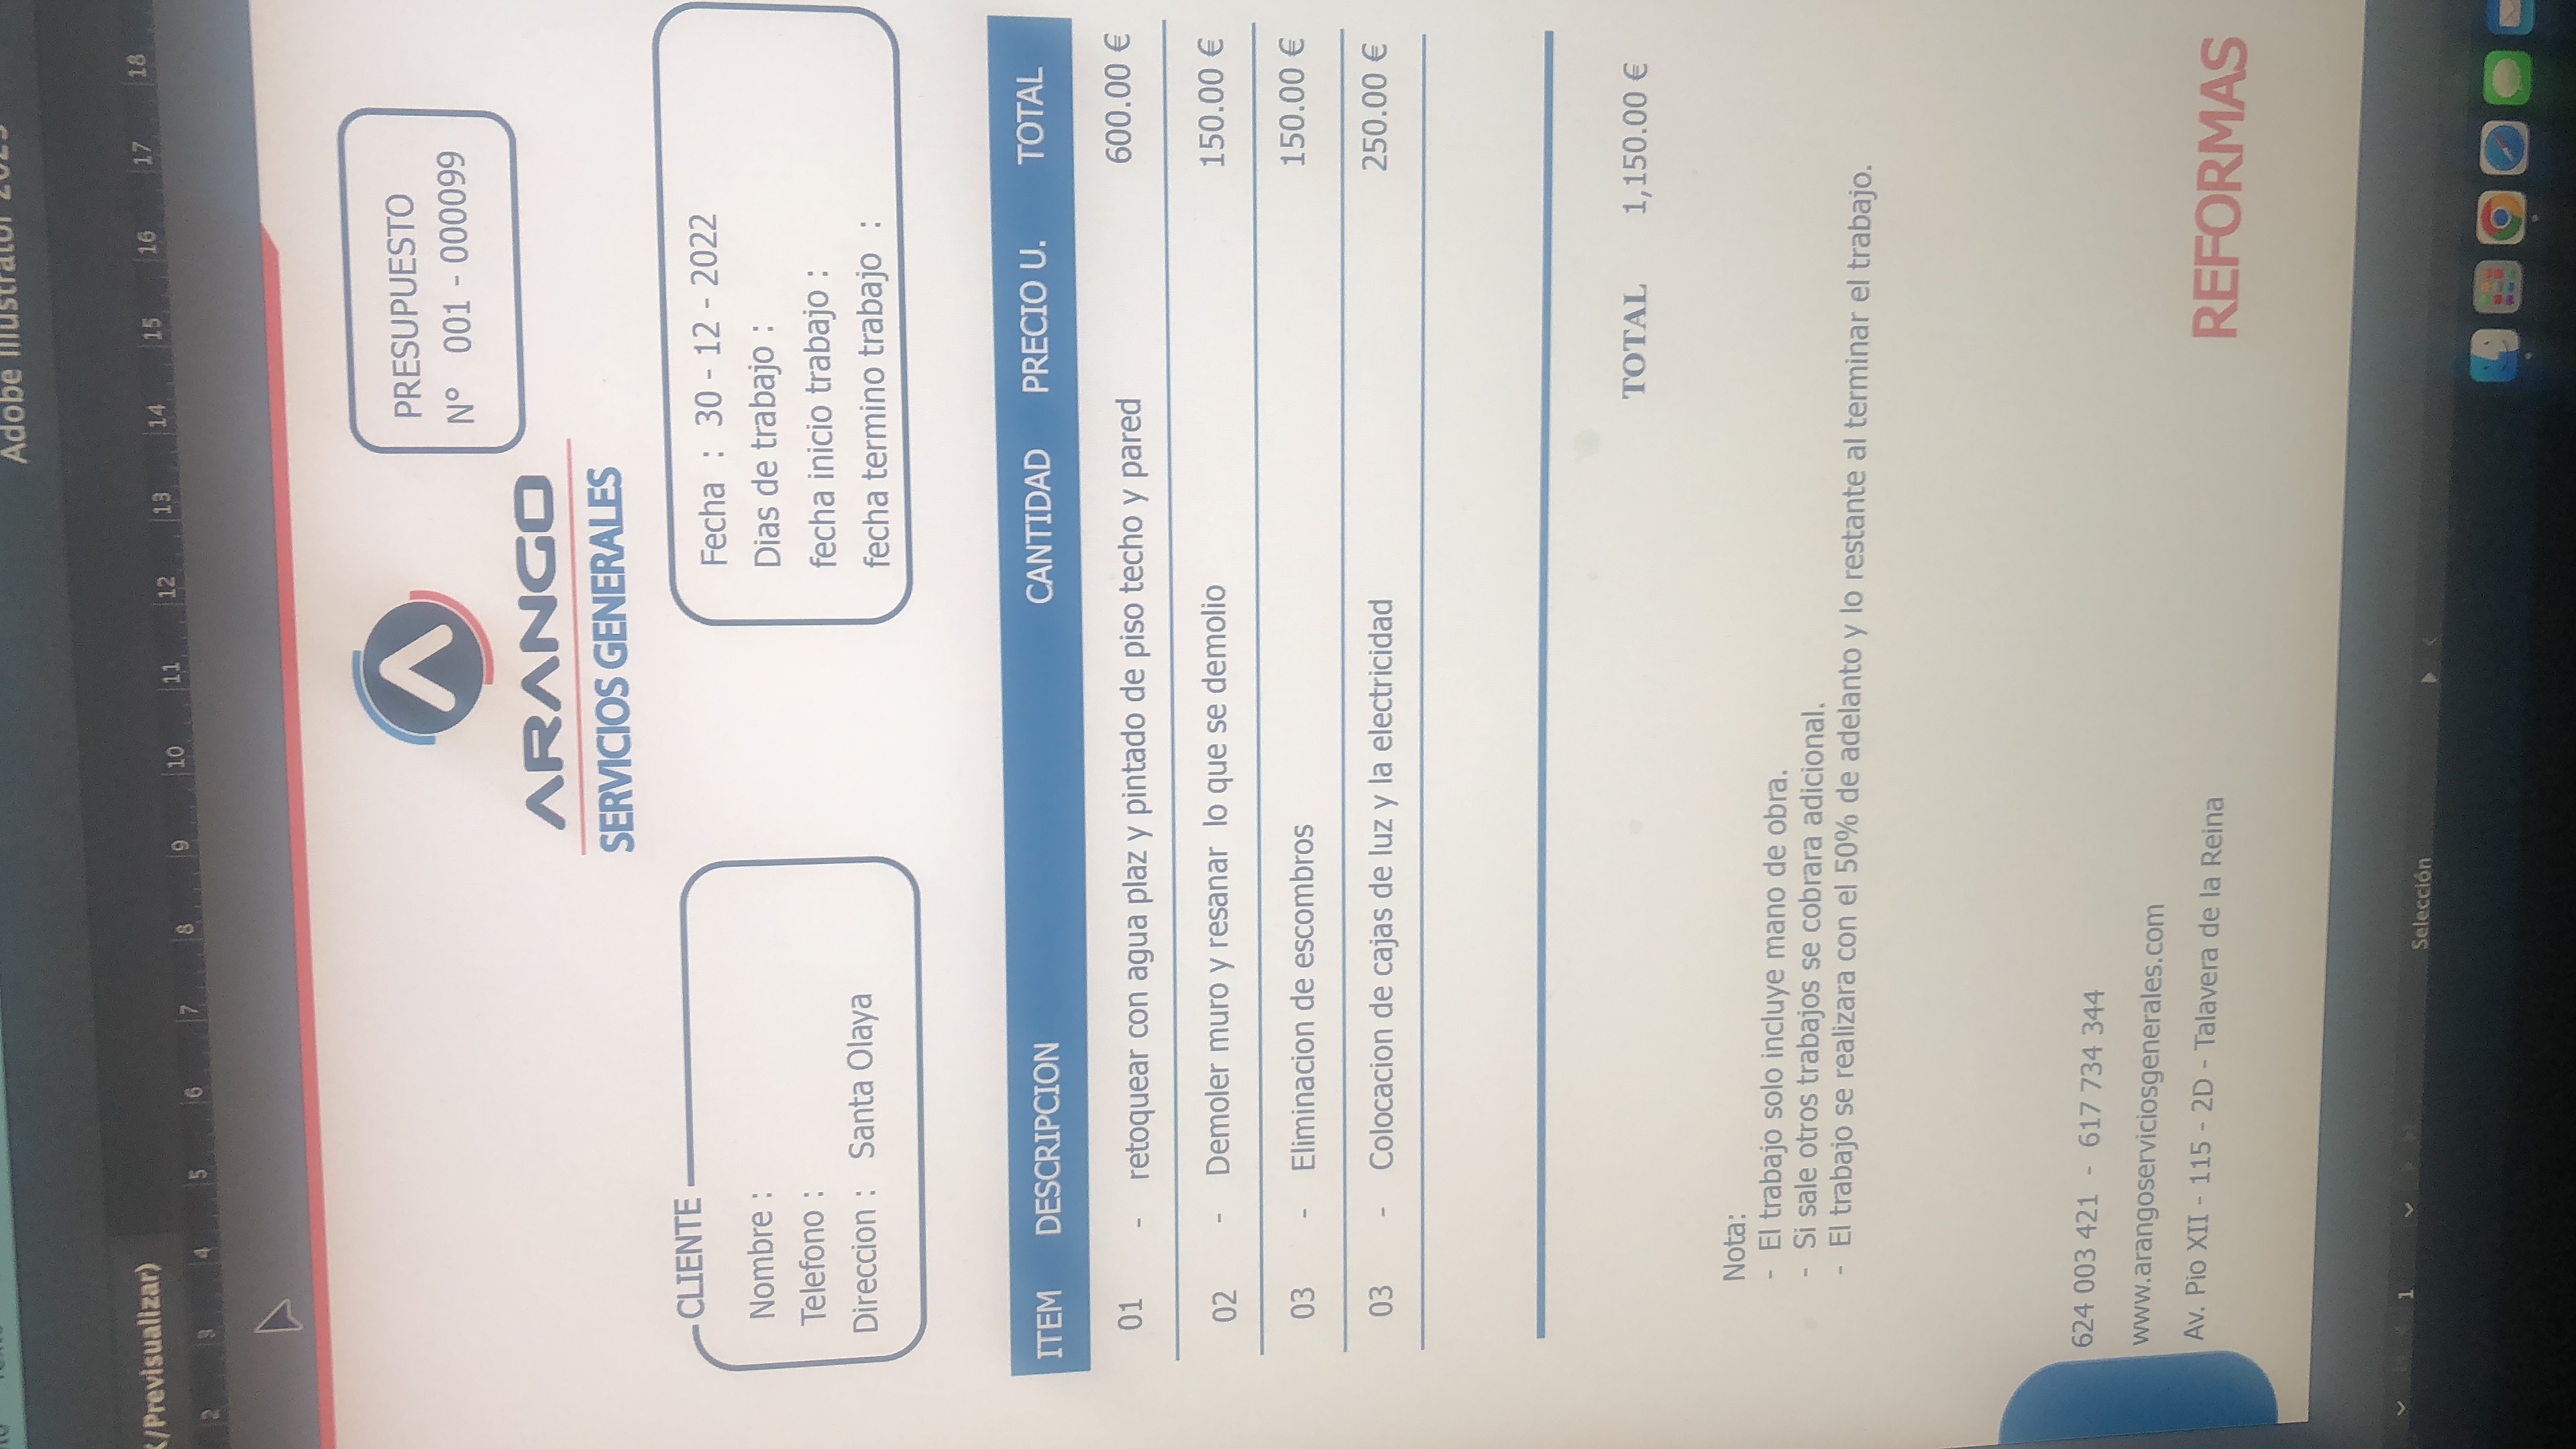 Adobe Illustrator 2023
/Previsualizar)
2 3 4 5 6 7 8 9 10 11 12 13 14 15 16 17 18
PRESUPUESTO
Nº 001 - 000099
ARANGO
SERVICIOS GENERALES
CLIENTE
Nombre :
Telefono :
Direccion : Santa Olaya
Fecha : 30 - 12 - 2022
Dias de trabajo :
fecha inicio trabajo :
fecha termino trabajo :
ITEM DESCRIPCION CANTIDAD PRECIO U. TOTAL
01 - retoquear con agua plaz y pintado de piso techo y pared 600.00 €
02 - Demoler muro y resanar lo que se demolio 150.00 €
03 - Eliminacion de escombros 150.00 €
03 - Colocacion de cajas de luz y la electricidad 250.00 €
TOTAL 1,150.00 €
Nota:
- El trabajo solo incluye mano de obra.
- Si sale otros trabajos se cobrara adicional.
- El trabajo se realizara con el 50% de adelanto y lo restante al terminar el trabajo.
624 003 421 - 617 734 344
www.arangoserviciosgenerales.com
Av. Pio XII - 115 - 2D - Talavera de la Reina
REFORMAS
1
Selección